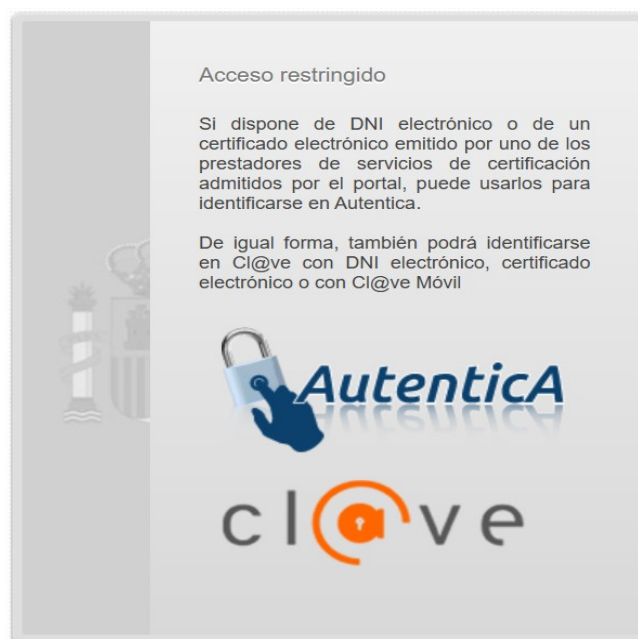 Acceso restringido
Si dispone de DNI electrónico o de un
certificado electrónico emitido por uno de los
prestadores de servicios de certificación
admitidos por el portal, puede usarlos para
identificarse en Autentica.
De igual forma, también podrá identificarse
en Cl@ve con DNI electrónico, certificado
electrónico o con Cl@ve Móvil
AutenticA
cl@ve